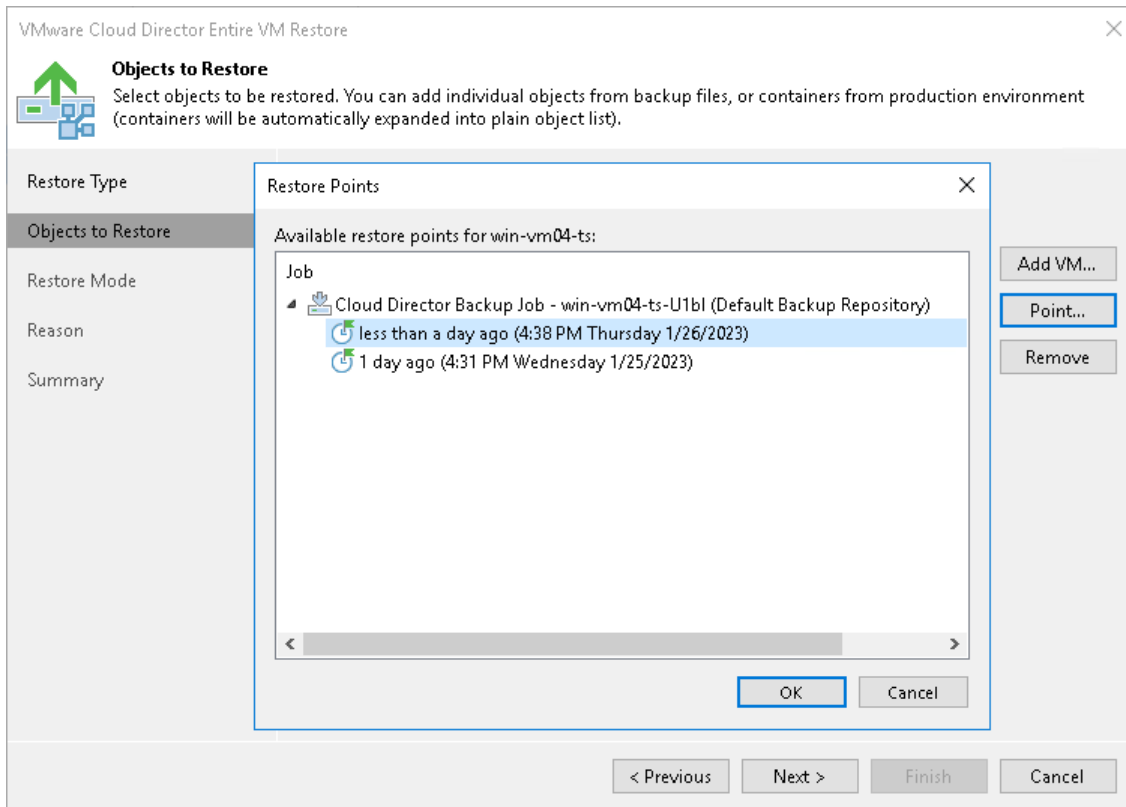 VMware Cloud Director Entire VM Restore
Objects to Restore
Select objects to be restored. You can add individual objects from backup files, or containers from production environment
(containers will be automatically expanded into plain object list).
Restore Type
Objects to Restore
Restore Mode
Reason
Summary
Restore Points
Available restore points for win-vm04-ts:
Job
Cloud Director Backup Job - win-vm04-ts-U1bl (Default Backup Repository)
less than a day ago (4:38 PM Thursday 1/26/2023)
1 day ago (4:31 PM Wednesday 1/25/2023)
OK
Cancel
Add VM...
Point...
Remove
< Previous
Next >
Finish
Cancel